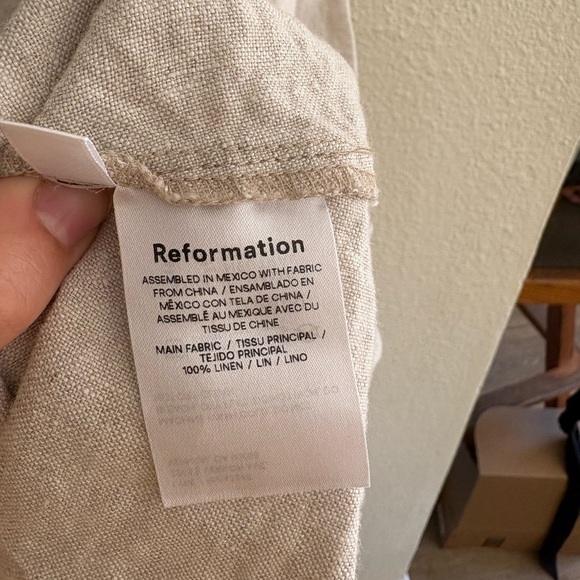 Reformation
ASSEMBLED IN MEXICO WITH FABRIC
FROM CHINA / ENSAMBLADO EN
MÉXICO CON TELA DE CHINA /
ASSEMBLÉ AU MEXIQUE AVEC DU
TISSU DE CHINE
MAIN FABRIC / TISSU PRINCIPAL /
TEJIDO PRINCIPAL
100% LINEN / LIN / LINO